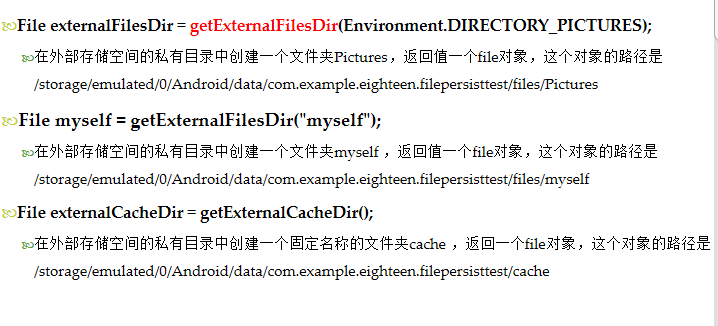 File externalFilesDir = getExternalFilesDir(Environment.DIRECTORY_PICTURES);
在外部存储空间的私有目录中创建一个文件夹Pictures，返回值一个file对象，这个对象的路径是
/storage/emulated/0/Android/data/com.example.eighteen.filepersisttest/files/Pictures
File myself = getExternalFilesDir("myself");
在外部存储空间的私有目录中创建一个文件夹myself ，返回值一个file对象，这个对象的路径是
/storage/emulated/0/Android/data/com.example.eighteen.filepersisttest/files/myself
File externalCacheDir = getExternalCacheDir();
在外部存储空间的私有目录中创建一个固定名称的文件夹cache ，返回一个file对象，这个对象的路径是
/storage/emulated/0/Android/data/com.example.eighteen.filepersisttest/cache